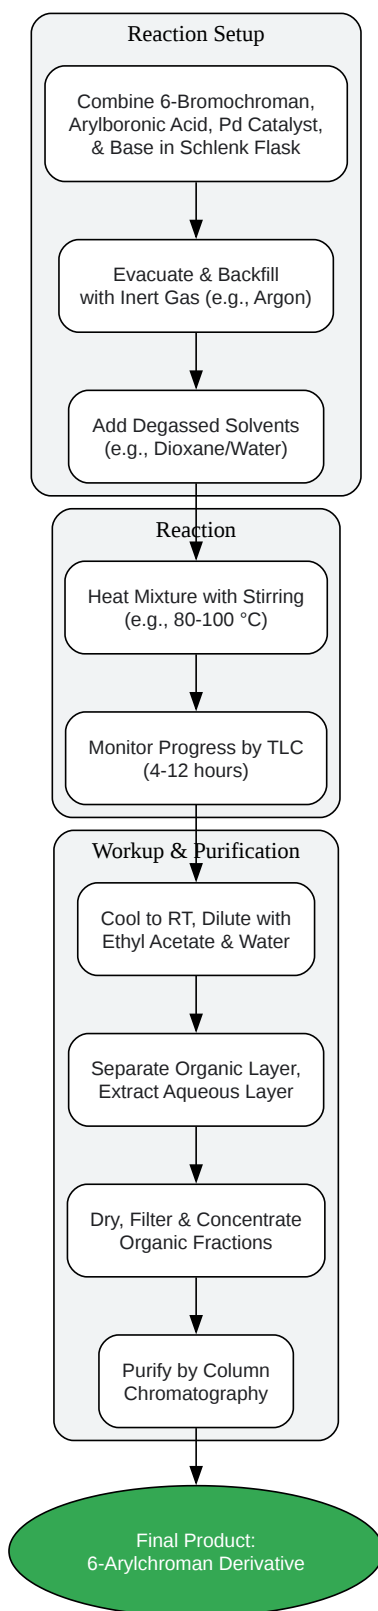 Reaction Setup
Combine 6-Bromochroman,
Arylboronic Acid, Pd Catalyst,
& Base in Schlenk Flask
Evacuate & Backfill
with Inert Gas (e.g., Argon)
Add Degassed Solvents
(e.g., Dioxane/Water)
Reaction
Heat Mixture with Stirring
(e.g., 80-100 °C)
Monitor Progress by TLC
(4-12 hours)
Workup & Purification
Cool to RT, Dilute with
Ethyl Acetate & Water
Separate Organic Layer,
Extract Aqueous Layer
Dry, Filter & Concentrate
Organic Fractions
Purify by Column
Chromatography
Final Product:
6-Arylchroman Derivative